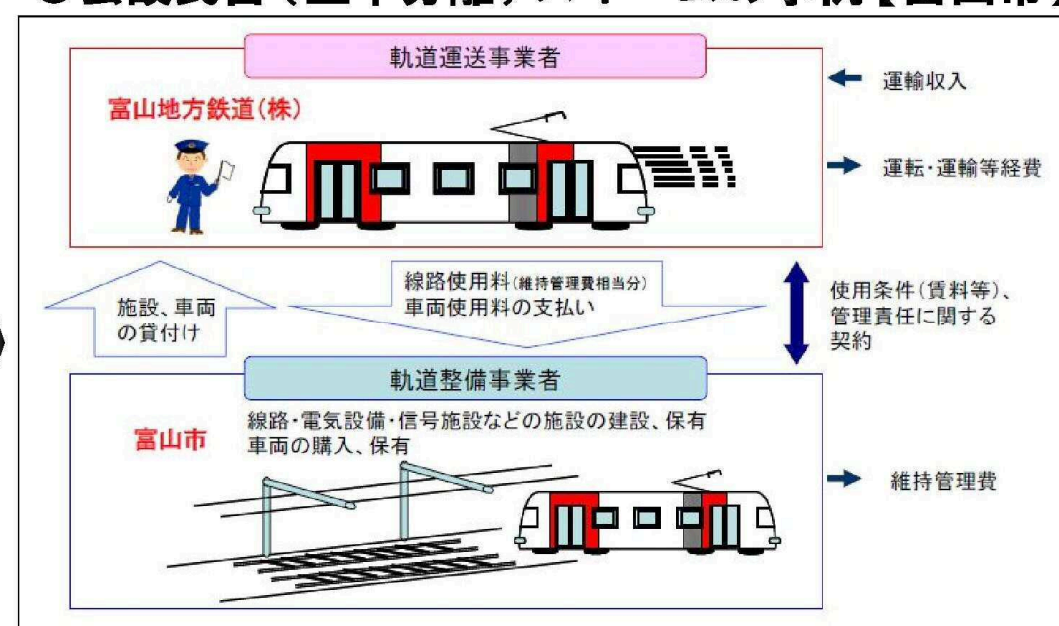 軌道運送事業者
富山地方鉄道(株)
運輸収入
運転・運輸等経費
施設、車両
の貸付け
線路使用料(維持管理費相当分)
車両使用料の支払い
使用条件(賃料等)、
管理責任に関する
契約
軌道整備事業者
富山市
線路・電気設備・信号施設などの施設の建設、保有
車両の購入、保有
維持管理費